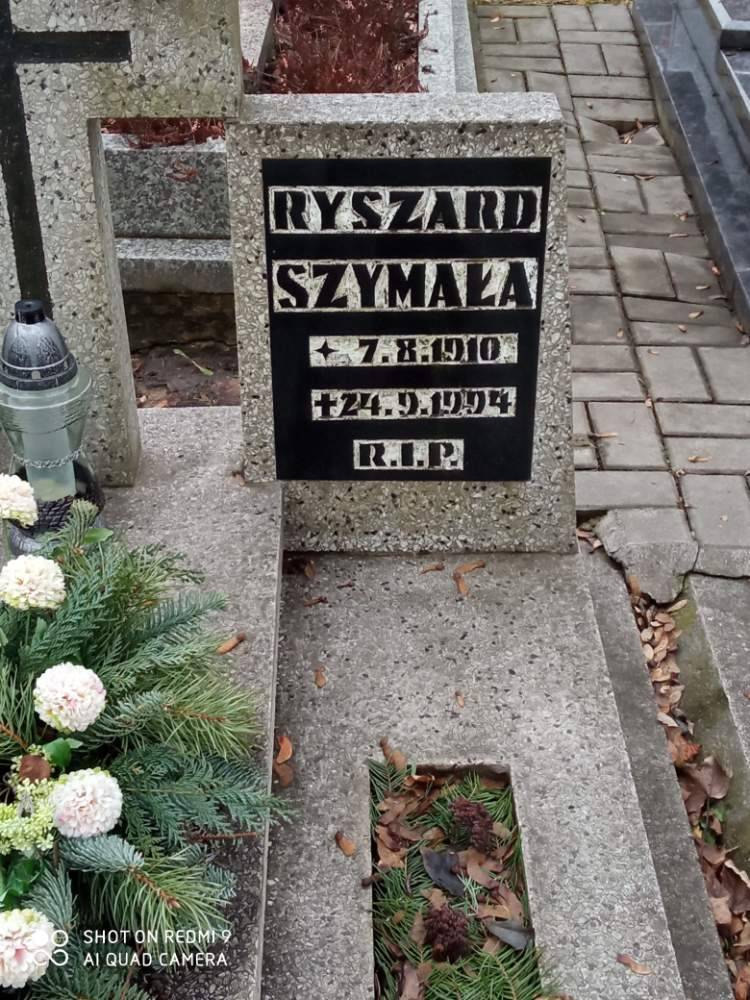 RYSZARD
SZYMAŁA
7.8.1910
24.9.1994
R.I.P.
SHOT ON REDMI 9
AI QUAD CAMERA